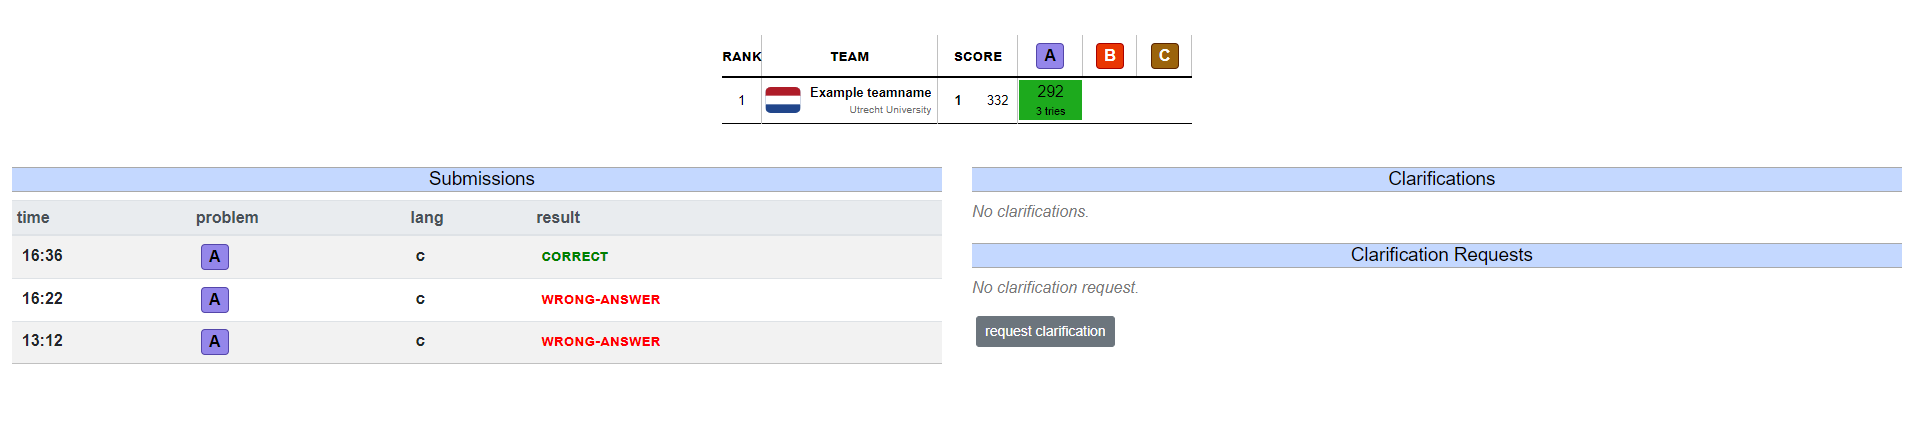 RANK TEAM SCORE A B C
1 Example teamname 1 332 292
Utrecht University 3 tries
Submissions
time problem lang result
16:36 A C CORRECT
16:22 A C WRONG-ANSWER
13:12 A C WRONG-ANSWER
Clarifications
No clarifications.
Clarification Requests
No clarification request.
request clarification